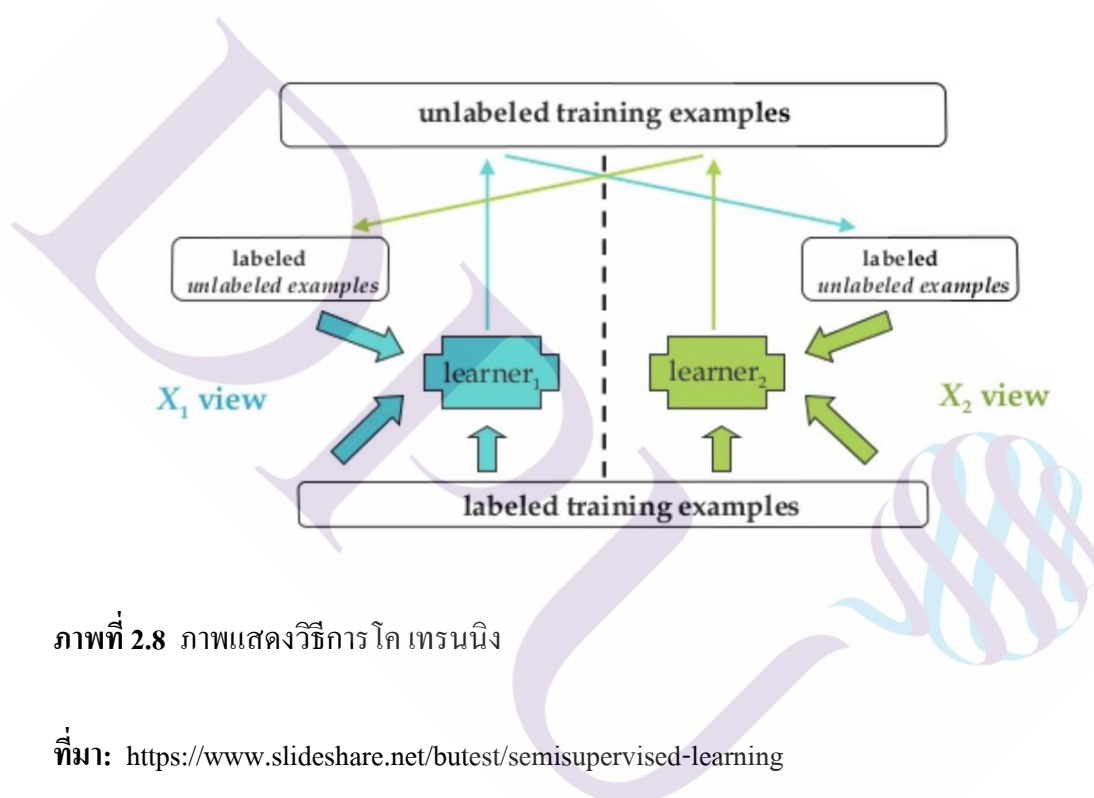 unlabeled training examples
labeled
unlabeled examples
labeled
unlabeled examples
learner1
learner2
X1 view
X2 view
labeled training examples
ภาพที่ 2.8 ภาพแสดงวิธีการ โค เทรนนิง
ที่มา: https://www.slideshare.net/butest/semisupervised-learning
DPU